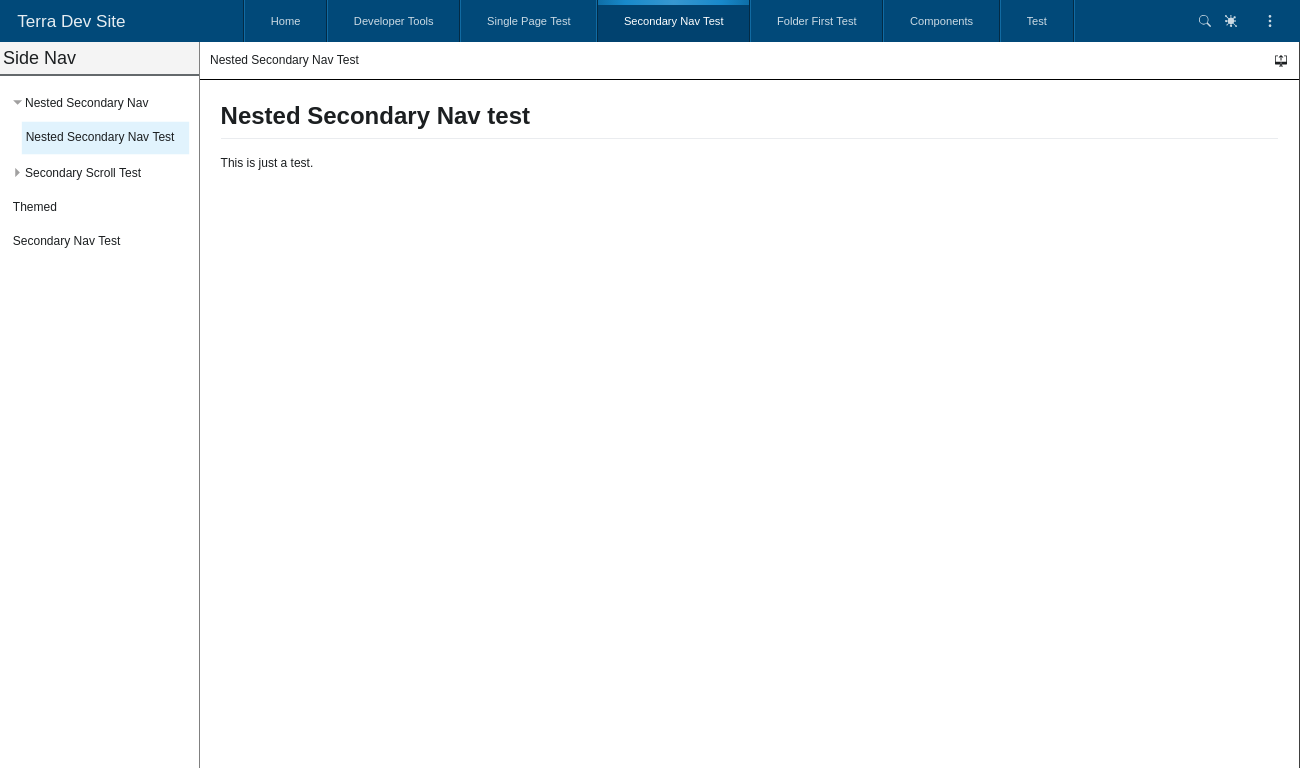 Terra Dev Site
Home
Developer Tools
Single Page Test
Secondary Nav Test
Folder First Test
Components
Test
Side Nav
Nested Secondary Nav
Nested Secondary Nav Test
Secondary Scroll Test
Themed
Secondary Nav Test
Nested Secondary Nav Test
Nested Secondary Nav test
This is just a test.